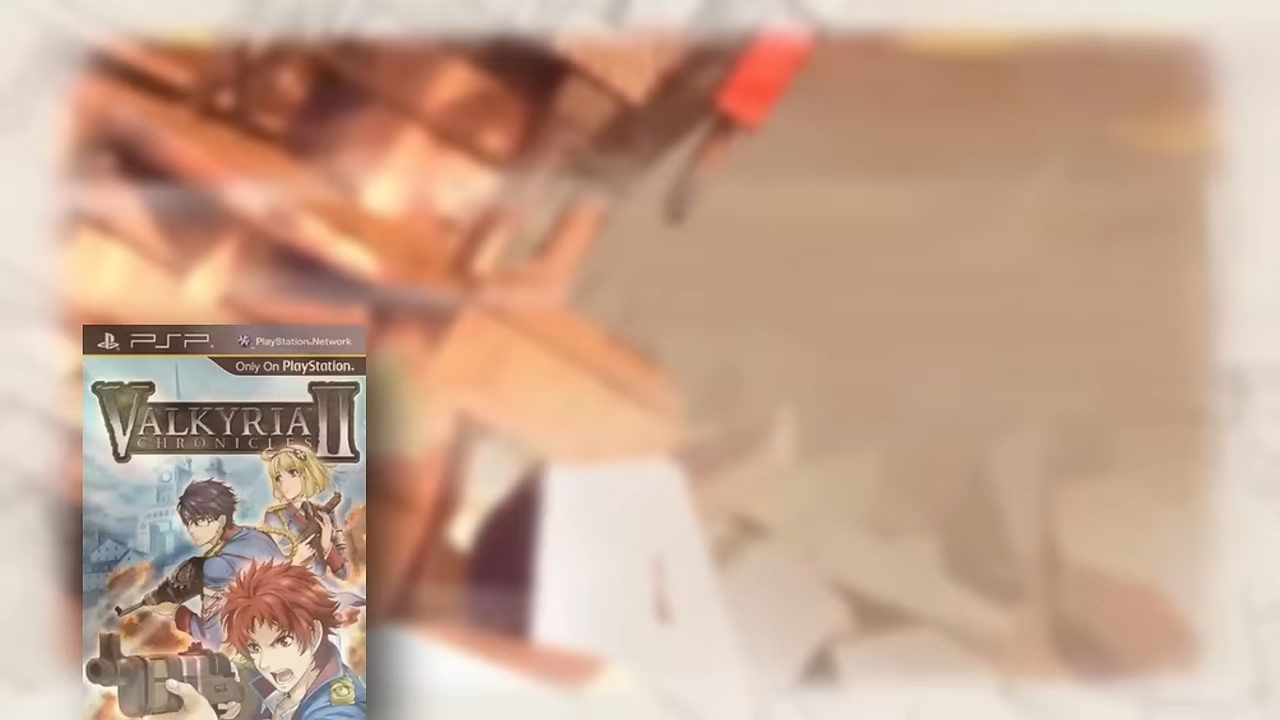 PSP.
PlayStation®Network
Only On PlayStation®
VALKYRIA II
CHRONICLES